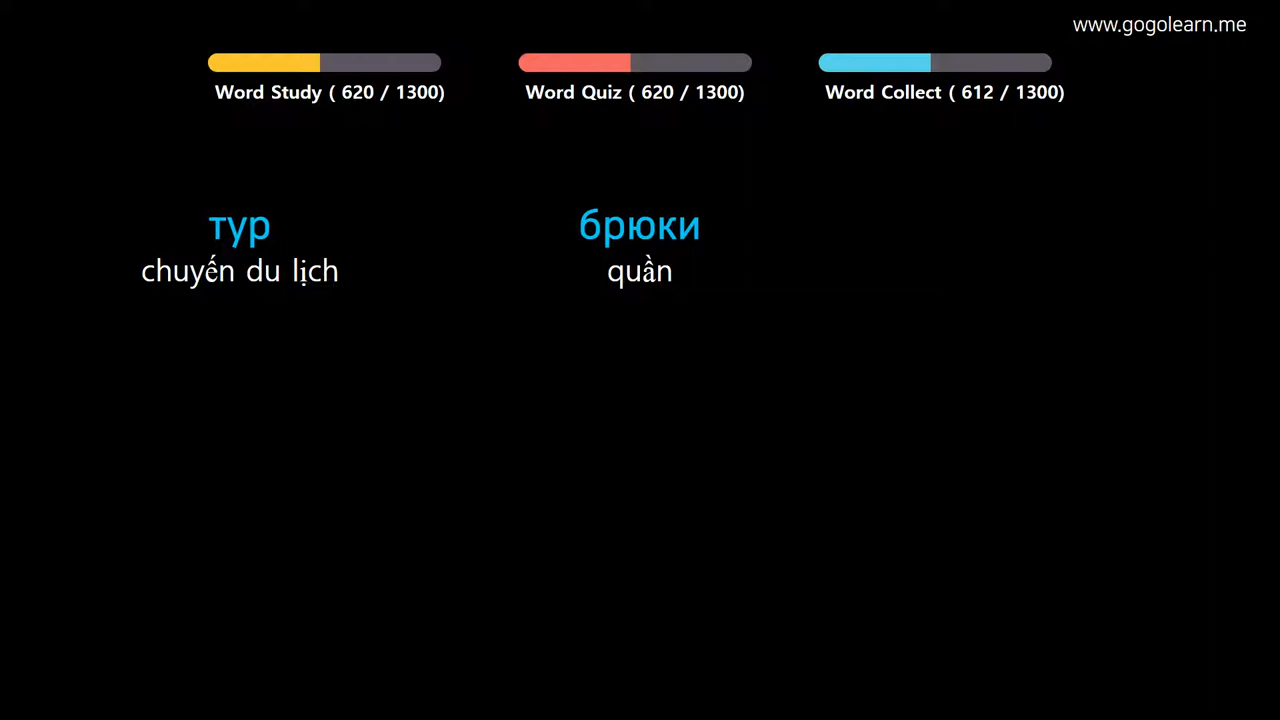 www.gogolearn.me
Word Study ( 620 / 1300)
Word Quiz ( 620 / 1300)
Word Collect ( 612 / 1300)
тур
chuyến du lịch
брюки
quần